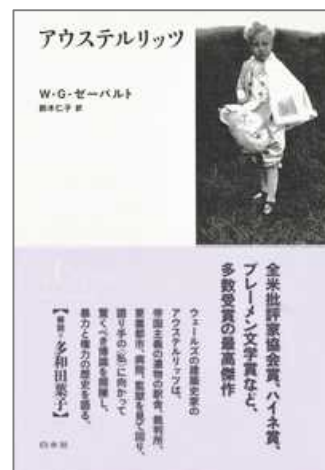 アウステルリッツ
W・G・ゼーバルト
鈴木仁子 訳
全米批評家協会賞、ハイネ賞、
ブレーメン文学賞など、
多数受賞の最高傑作
ウェールズの建築史家の
アウステルリッツは、
帝国主義の遺物の駅舎、裁判所、
要塞都市、病院、監獄を見て回り、
語り手の〈私〉に向かって
驚くべき博識を開陳し、
暴力と権力の歴史を語る。
【解説・多和田葉子】
白水社